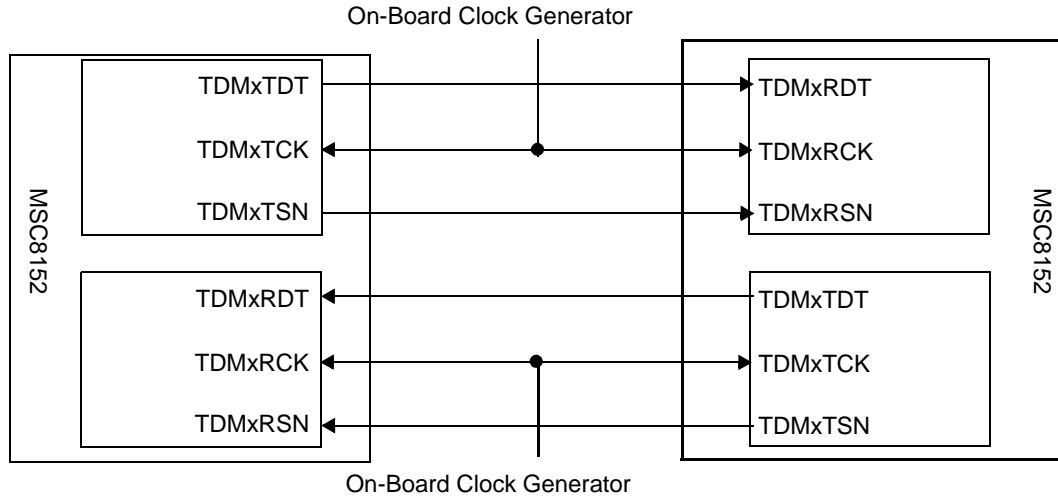 On-Board Clock Generator
TDMxTDT
TDMxRDT
TDMxTCK
TDMxRCK
TDMxTSN
TDMxRSN
MSC8152
MSC8152
TDMxRDT
TDMxTDT
TDMxRCK
TDMxTCK
TDMxRSN
TDMxTSN
On-Board Clock Generator